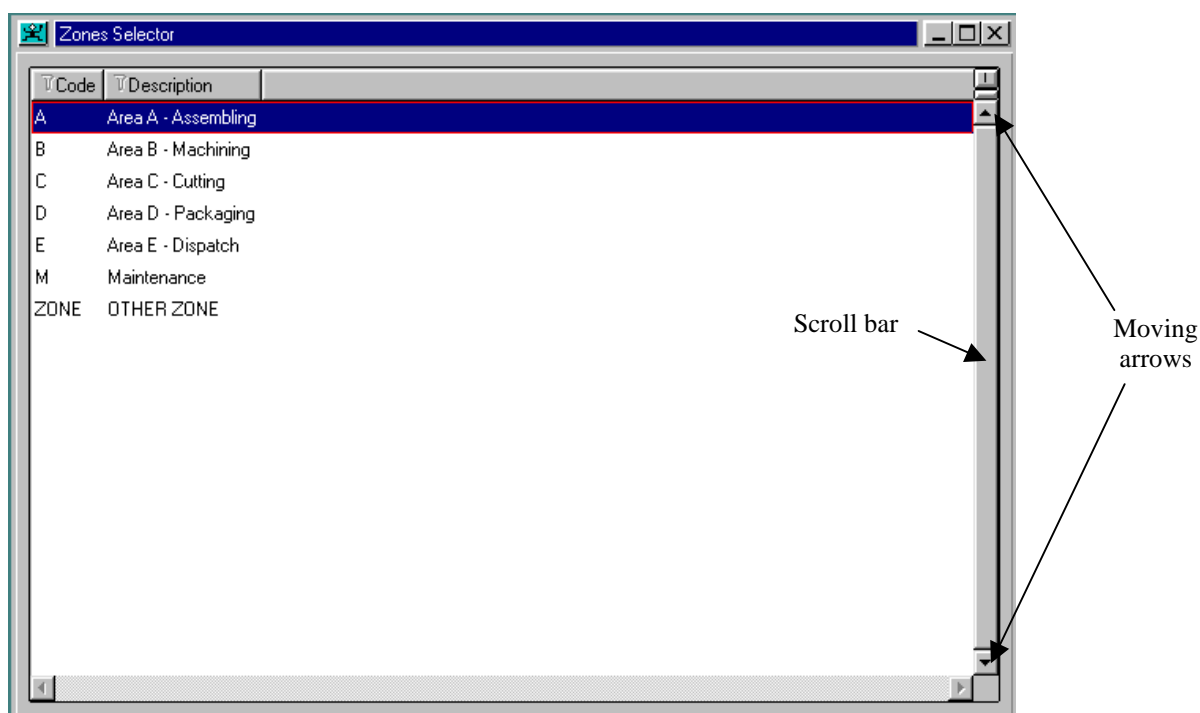 Zones Selector
Code Description
A Area A - Assembling
B Area B - Machining
C Area C - Cutting
D Area D - Packaging
E Area E - Dispatch
M Maintenance
ZONE OTHER ZONE
Scroll bar
Moving
arrows